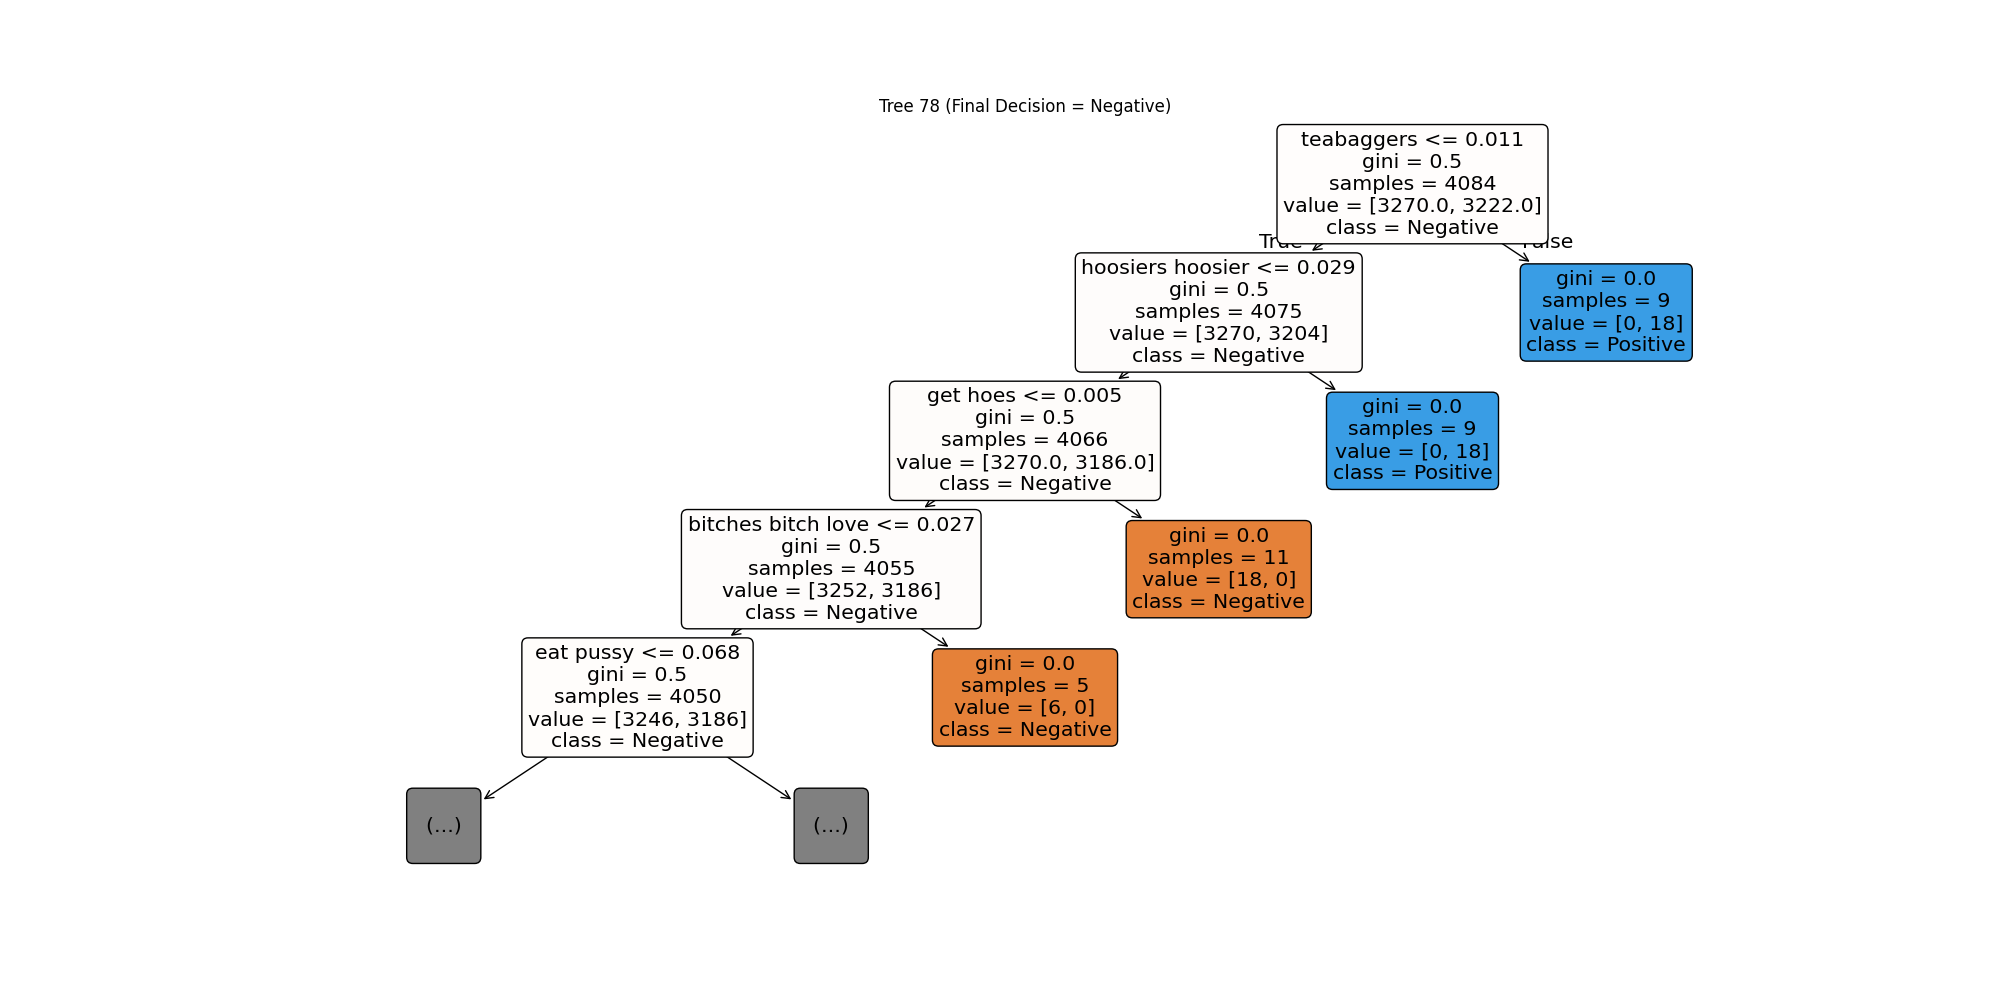 Tree 78 (Final Decision = Negative)
teabaggers <= 0.011
gini = 0.5
samples = 4084
value = [3270.0, 3222.0]
class = Negative
True
False
hoosiers hoosier <= 0.029
gini = 0.5
samples = 4075
value = [3270, 3204]
class = Negative
gini = 0.0
samples = 9
value = [0, 18]
class = Positive
get hoes <= 0.005
gini = 0.5
samples = 4066
value = [3270.0, 3186.0]
class = Negative
gini = 0.0
samples = 9
value = [0, 18]
class = Positive
bitches bitch love <= 0.027
gini = 0.5
samples = 4055
value = [3252, 3186]
class = Negative
gini = 0.0
samples = 11
value = [18, 0]
class = Negative
eat pussy <= 0.068
gini = 0.5
samples = 4050
value = [3246, 3186]
class = Negative
gini = 0.0
samples = 5
value = [6, 0]
class = Negative
(...)
(...)